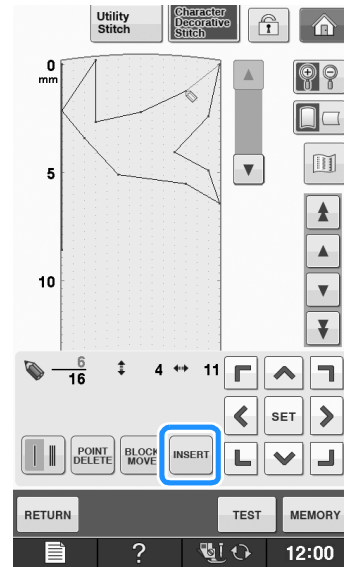 Utility
Stitch
Character
Decorative
Stitch
0
mm
5
10
6
16
4
11
SET
POINT
DELETE
BLOCK
MOVE
INSERT
RETURN
TEST
MEMORY
?
12:00